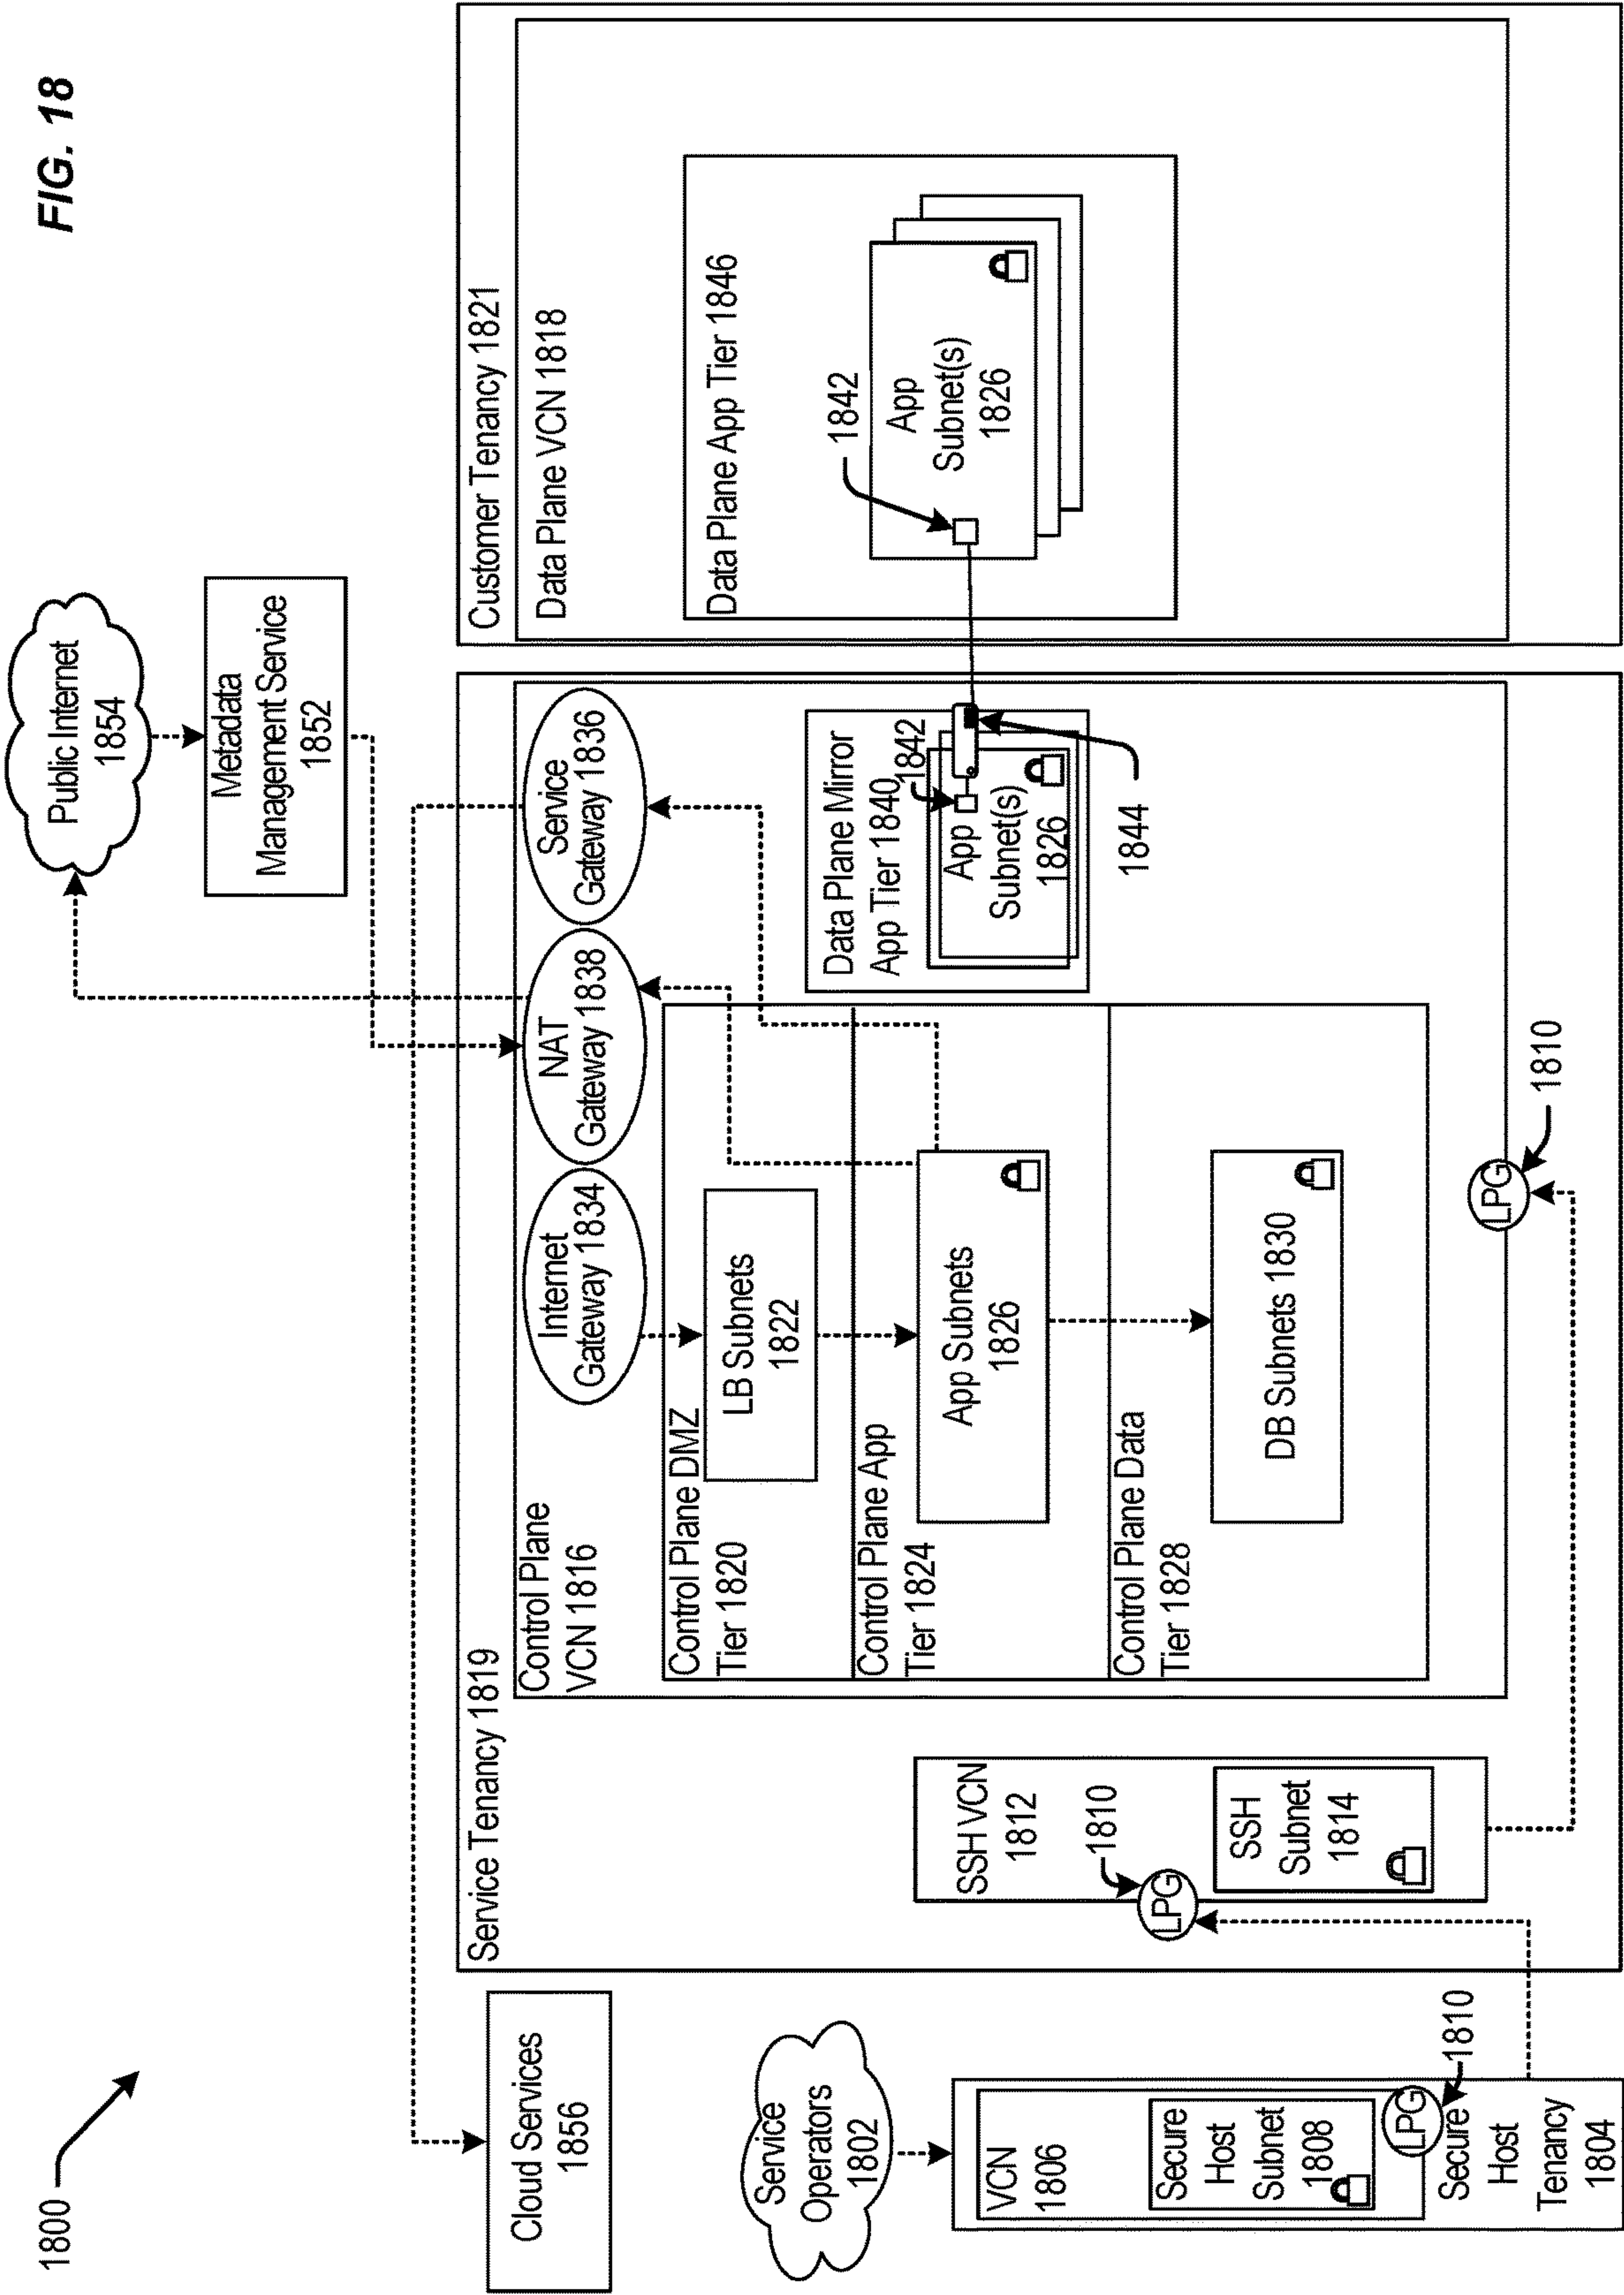 FIG. 18
1800
Public Internet
1854
Metadata
Management Service
1852
Cloud Services
1856
Service
Operators
1802
VCN
1806
Secure
Host
Subnet
1808
LPG
1810
Secure
Host
Tenancy
1804
Service Tenancy 1819
SSH VCN
1812
1810
LPG
SSH
Subnet
1814
Control Plane
VCN 1816
Internet
Gateway 1834
NAT
Gateway 1838
Service
Gateway 1836
Control Plane DMZ
Tier 1820
LB Subnets
1822
Control Plane App
Tier 1824
App Subnets
1826
Control Plane Data
Tier 1828
DB Subnets 1830
LPG
1810
Data Plane Mirror
App Tier 1840
1842
App
Subnet(s)
1826
1844
Customer Tenancy 1821
Data Plane VCN 1818
Data Plane App Tier 1846
1842
App
Subnet(s)
1826